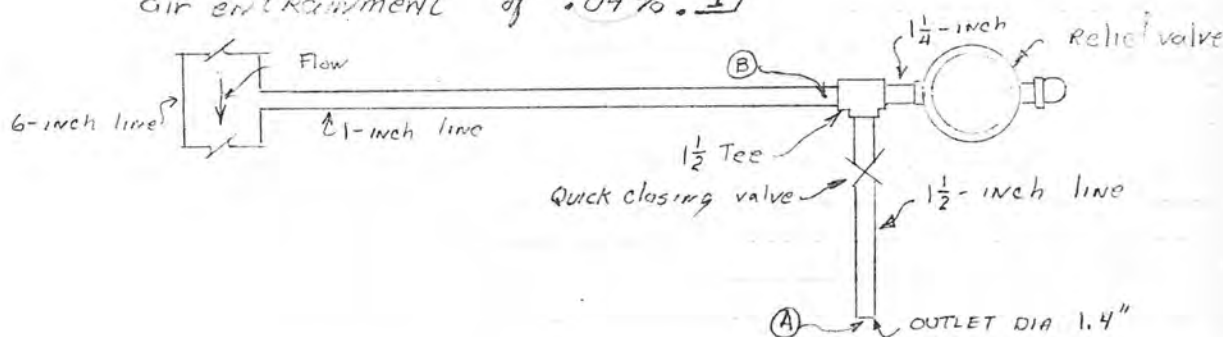 air entrainment of .04%.
1¼-inch
Relief valve
Flow
B
6-inch line
1-inch line
1½ Tee
Quick closing valve
1½-inch line
A
OUTLET DIA 1.4"